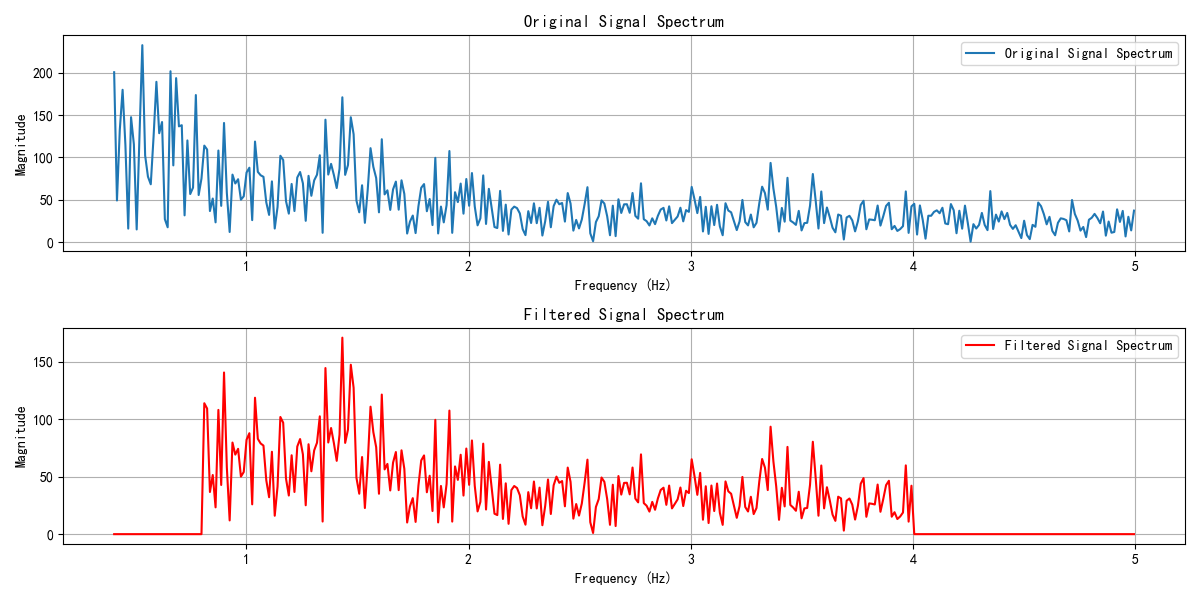 Original Signal Spectrum
Original Signal Spectrum
200
150
100
50
0
Magnitude
1
2
3
4
5
Frequency (Hz)
Filtered Signal Spectrum
Filtered Signal Spectrum
150
100
50
0
Magnitude
1
2
3
4
5
Frequency (Hz)